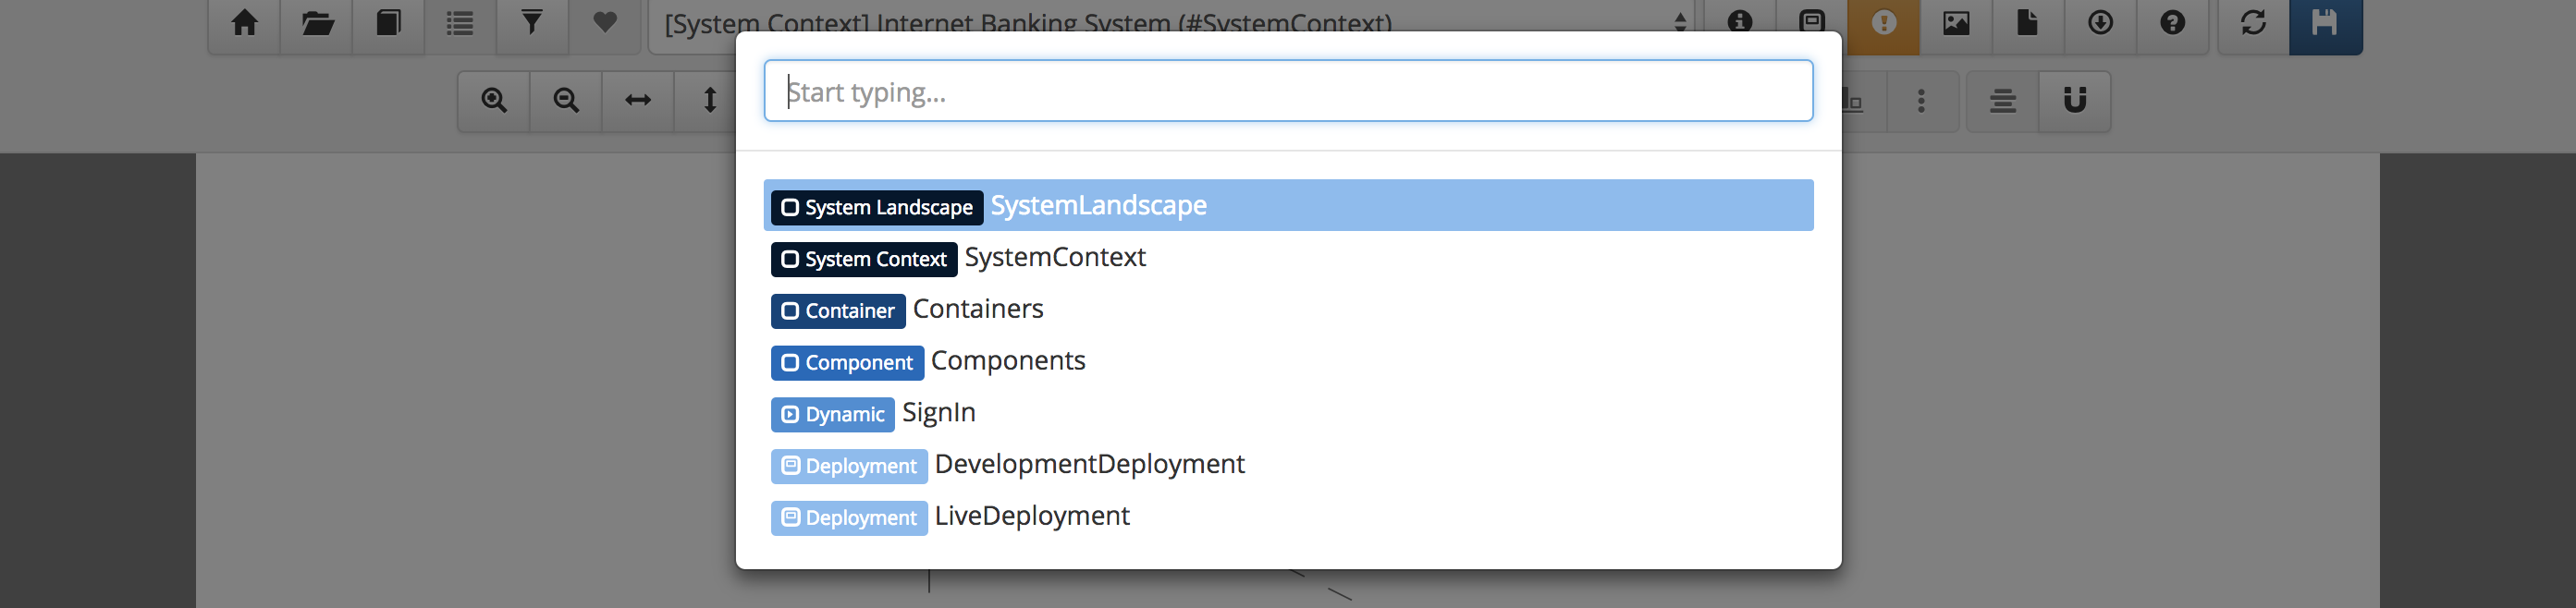 [System Context] Internet Banking System (#SystemContext)
Start typing...
System Landscape SystemLandscape
System Context SystemContext
Container Containers
Component Components
Dynamic SignIn
Deployment DevelopmentDeployment
Deployment LiveDeployment